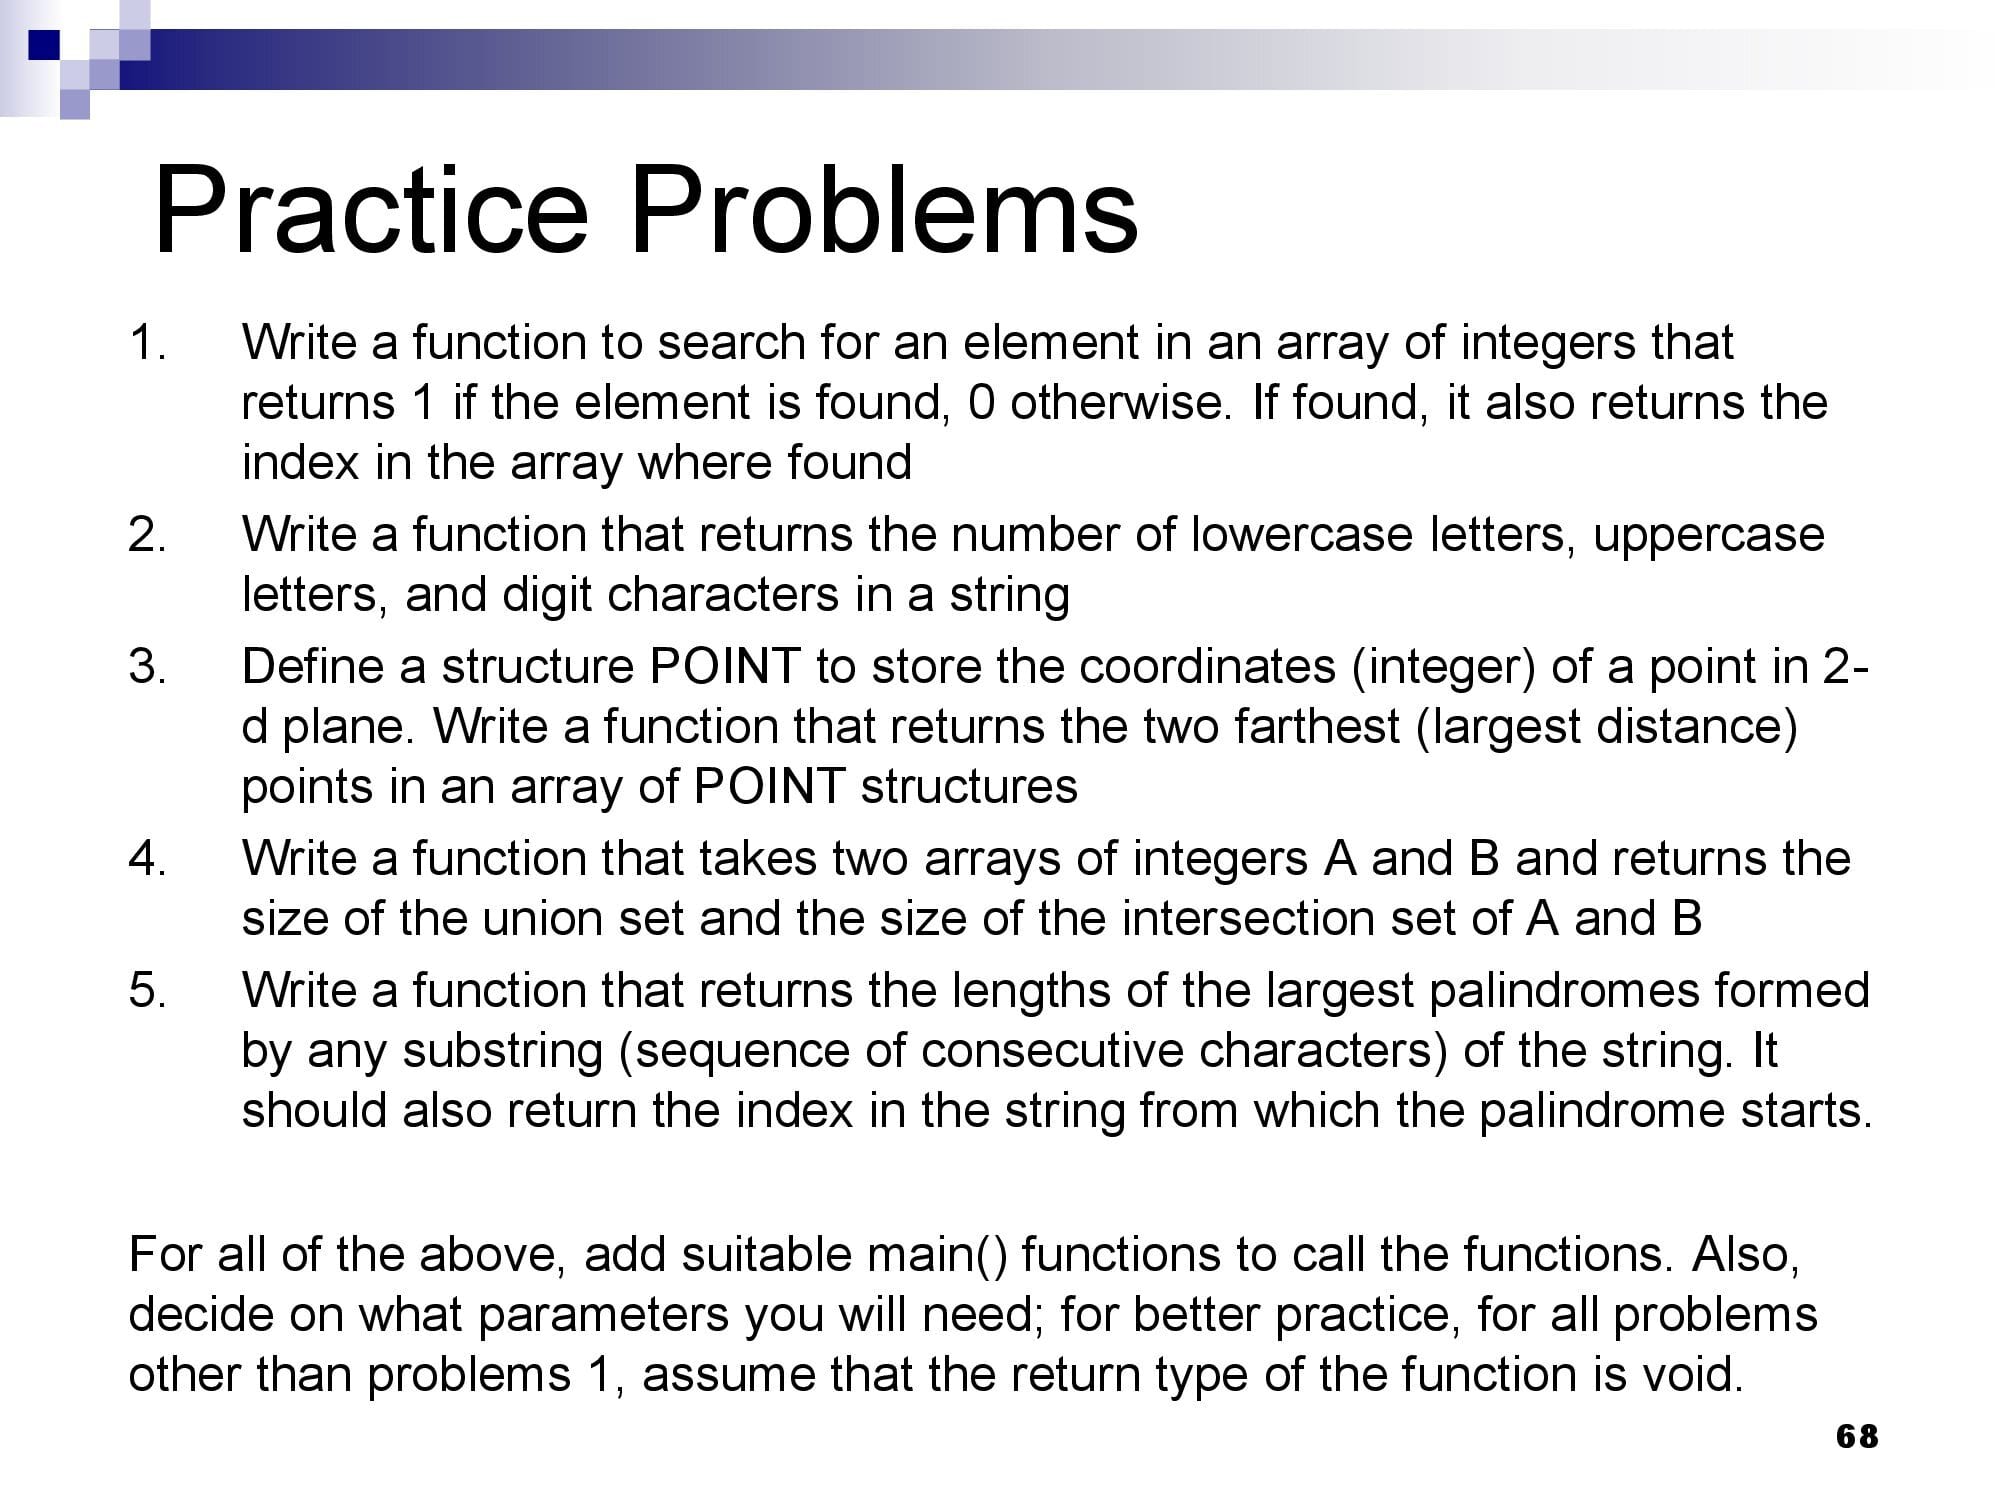 Practice Problems
1. Write a function to search for an element in an array of integers that
returns 1 if the element is found, 0 otherwise. If found, it also returns the
index in the array where found
2. Write a function that returns the number of lowercase letters, uppercase
letters, and digit characters in a string
3. Define a structure POINT to store the coordinates (integer) of a point in 2-
d plane. Write a function that returns the two farthest (largest distance)
points in an array of POINT structures
4. Write a function that takes two arrays of integers A and B and returns the
size of the union set and the size of the intersection set of A and B
5. Write a function that returns the lengths of the largest palindromes formed
by any substring (sequence of consecutive characters) of the string. It
should also return the index in the string from which the palindrome starts.
For all of the above, add suitable main() functions to call the functions. Also,
decide on what parameters you will need; for better practice, for all problems
other than problems 1, assume that the return type of the function is void.
68